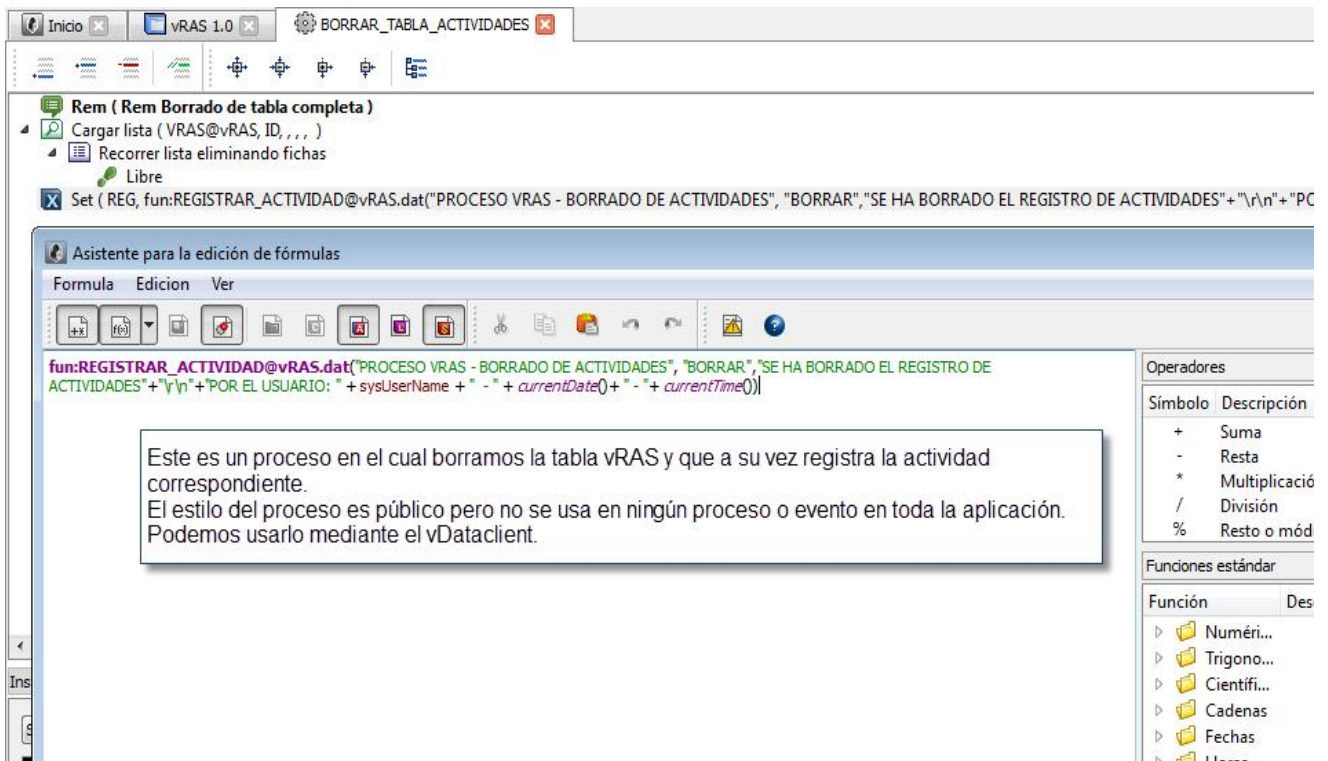 Inicio
vRAS 1.0
BORRAR_TABLA_ACTIVIDADES
Rem ( Rem Borrado de tabla completa )
Cargar lista ( VRAS@vRAS, ID, , , , )
Recorrer lista eliminando fichas
Libre
Set ( REG, fun:REGISTRAR_ACTIVIDAD@vRAS.dat("PROCESO VRAS - BORRADO DE ACTIVIDADES", "BORRAR","SE HA BORRADO EL REGISTRO DE ACTIVIDADES"+"\r\n"+"PO
Asistente para la edición de fórmulas
Formula Edicion Ver
fun:REGISTRAR_ACTIVIDAD@vRAS.dat("PROCESO VRAS - BORRADO DE ACTIVIDADES", "BORRAR","SE HA BORRADO EL REGISTRO DE
ACTIVIDADES"+"\r\n"+"POR EL USUARIO: " + sysUserName + " - " + currentDate()+ " - "+ currentTime())
Este es un proceso en el cual borramos la tabla vRAS y que a su vez registra la actividad
correspondiente.
El estilo del proceso es público pero no se usa en ningún proceso o evento en toda la aplicación.
Podemos usarlo mediante el vDataclient.
Operadores
Símbolo Descripción
+ Suma
- Resta
* Multiplicació
/ División
% Resto o mód
Funciones estándar
Función Des
Numéri...
Trigono...
Científi...
Cadenas
Fechas
Ins